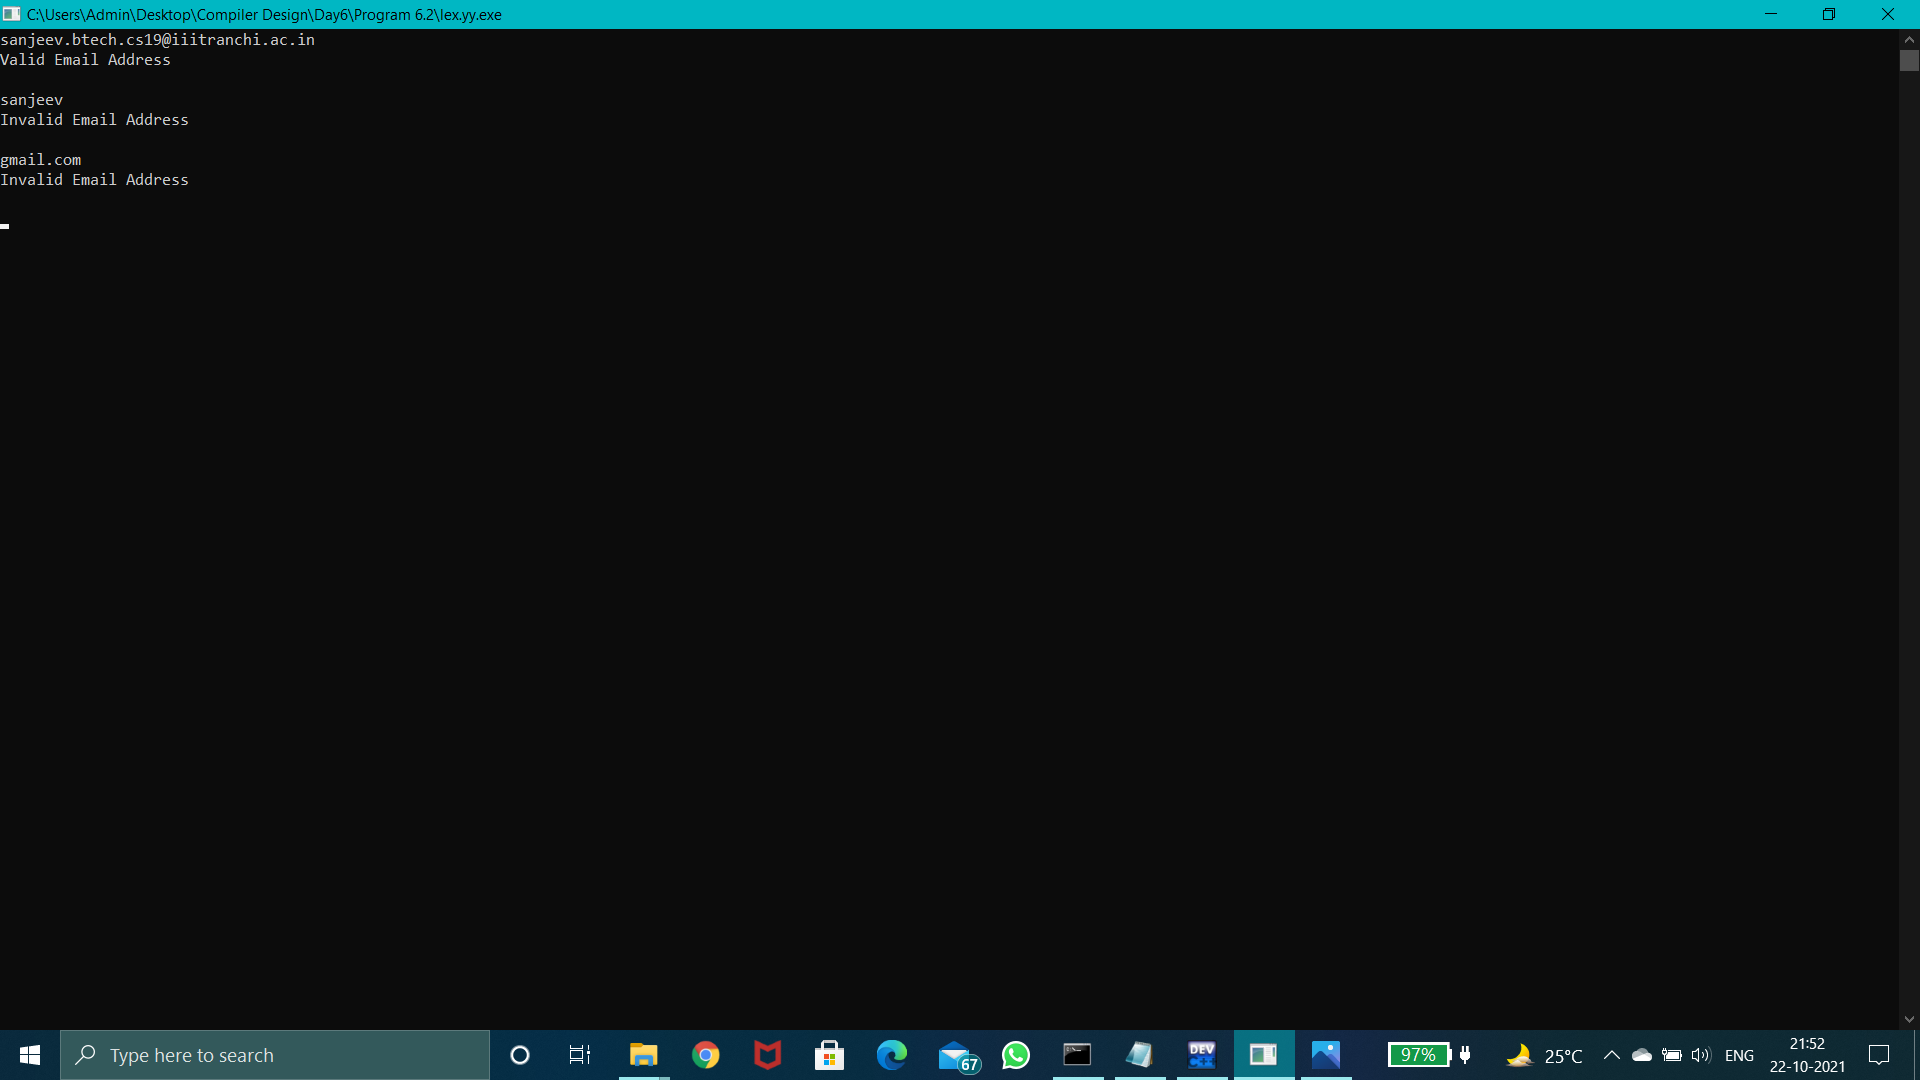 C:\Users\Admin\Desktop\Compiler Design\Day6\Program 6.2\lex.yy.exe
sanjeev.btech.cs19@iiitranchi.ac.in
Valid Email Address
sanjeev
Invalid Email Address
gmail.com
Invalid Email Address
Type here to search
67
DEV
97%
25°C
ENG
21:52
22-10-2021